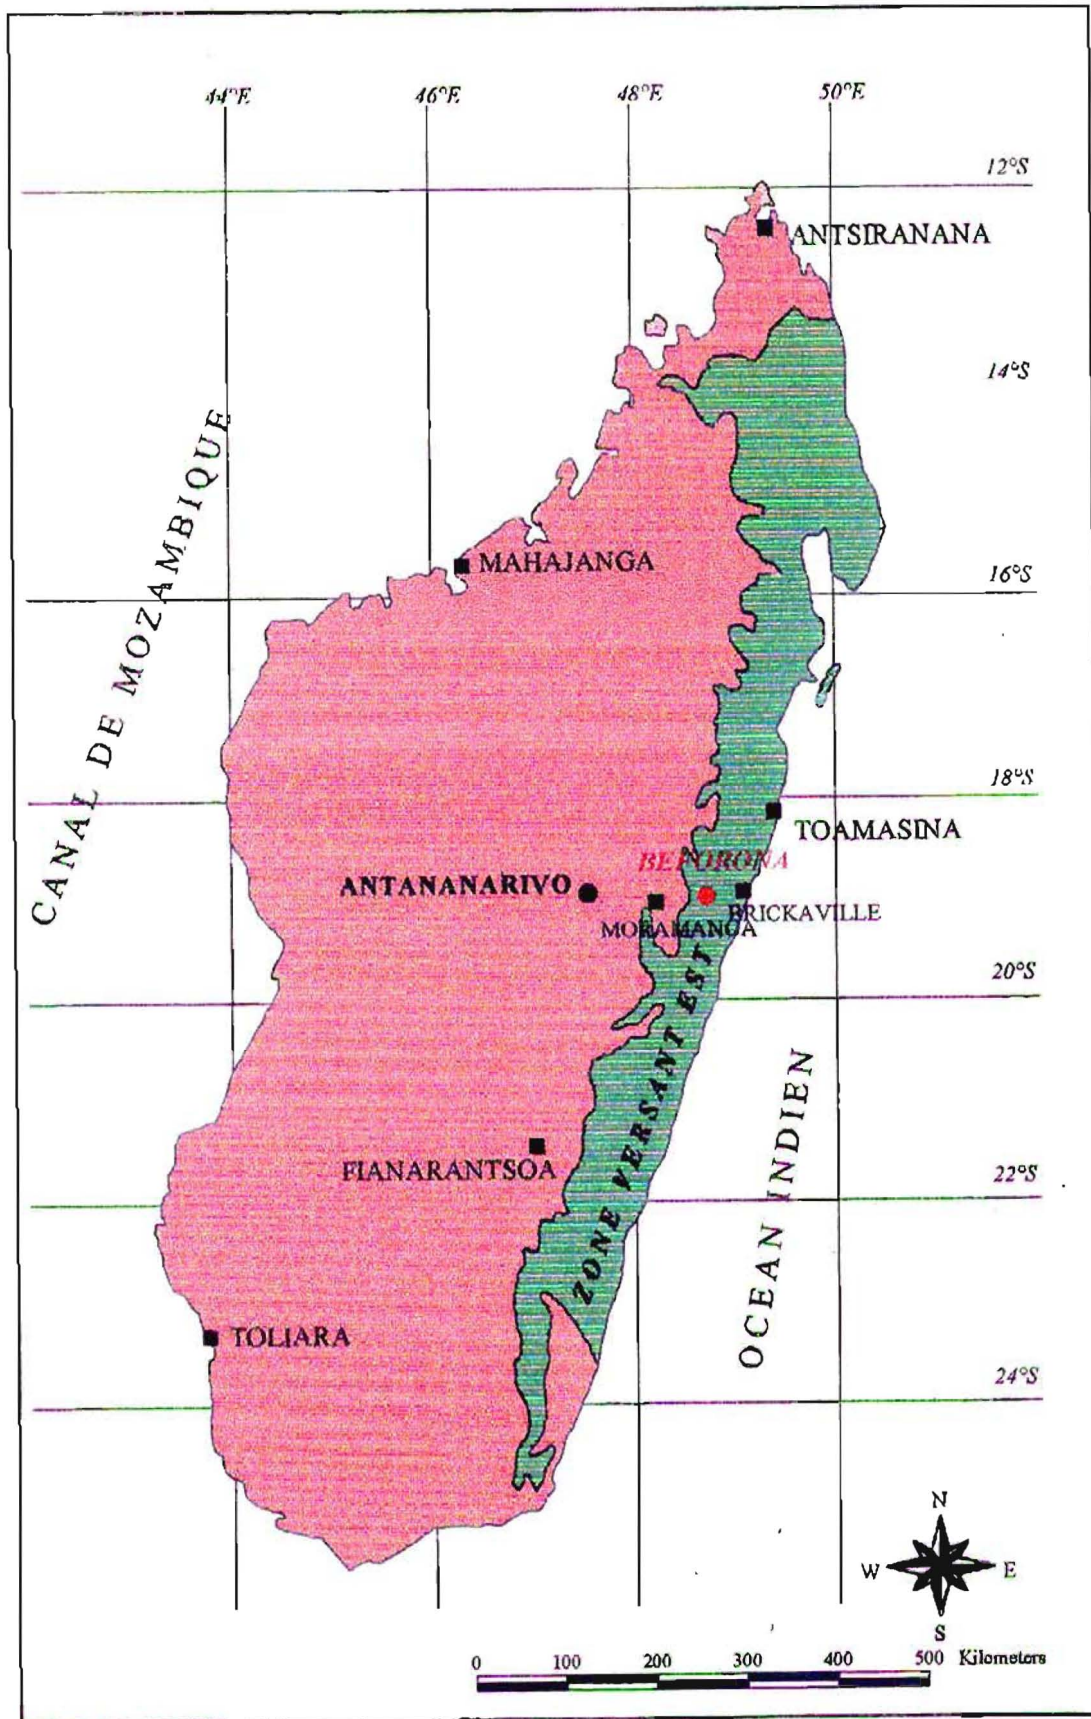 44°E 46°E 48°E 50°E
12°S
ANTSIRANANA
14°S
CANAL DE MOZAMBIQUE
MAHAJANGA
16°S
18°S
TOAMASINA
BEFORONA
ANTANANARIVO
BRICKAVILLE
MORAMANGA
20°S
ZONE VERSANT EST
OCEAN INDIEN
FIANARANTSOA
22°S
TOLIARA
24°S
N
W E
S
0 100 200 300 400 500 Kilometers